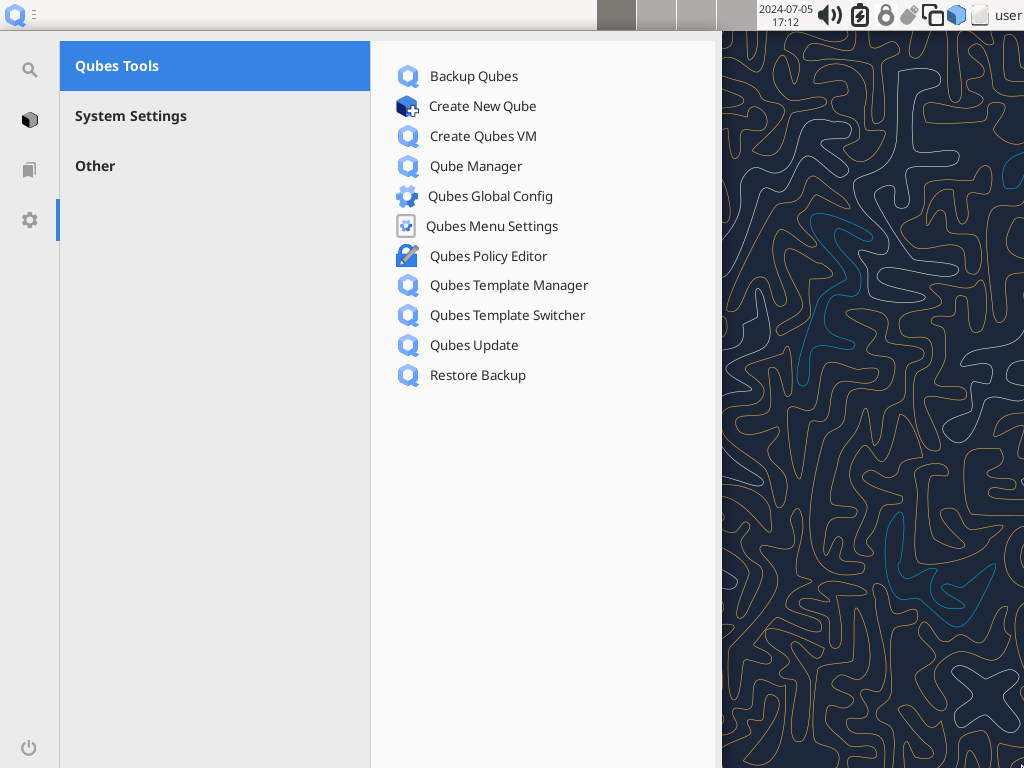 2024-07-05
17:12
user
Qubes Tools
System Settings
Other
Backup Qubes
Create New Qube
Create Qubes VM
Qube Manager
Qubes Global Config
Qubes Menu Settings
Qubes Policy Editor
Qubes Template Manager
Qubes Template Switcher
Qubes Update
Restore Backup